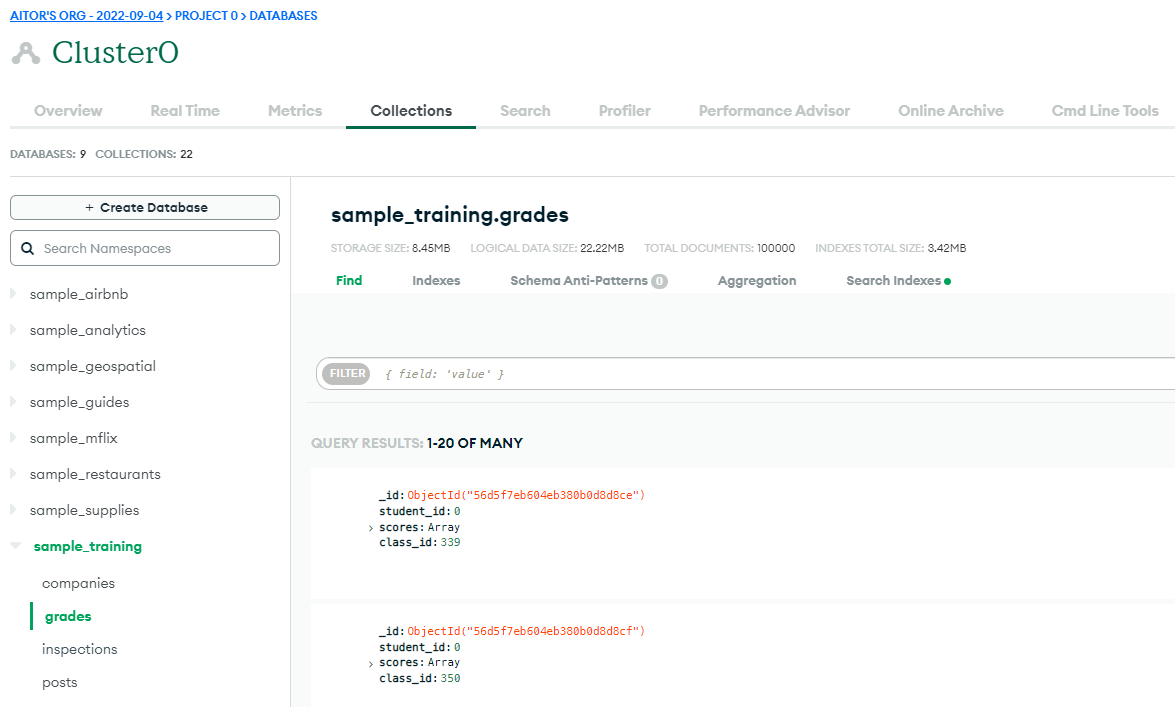 AITOR'S ORG - 2022-09-04 > PROJECT 0 > DATABASES
Cluster0
Overview Real Time Metrics Collections Search Profiler Performance Advisor Online Archive Cmd Line Tools
DATABASES: 9 COLLECTIONS: 22
+ Create Database
Search Namespaces
sample_airbnb
sample_analytics
sample_geospatial
sample_guides
sample_mflix
sample_restaurants
sample_supplies
sample_training
companies
grades
inspections
posts
sample_training.grades
STORAGE SIZE: 8.45MB LOGICAL DATA SIZE: 22.22MB TOTAL DOCUMENTS: 100000 INDEXES TOTAL SIZE: 3.42MB
Find Indexes Schema Anti-Patterns 0 Aggregation Search Indexes
FILTER { field: 'value' }
QUERY RESULTS: 1-20 OF MANY
_id: ObjectId("56d5f7eb604eb380b0d8d8ce")
student_id: 0
> scores: Array
class_id: 339
_id: ObjectId("56d5f7eb604eb380b0d8d8cf")
student_id: 0
> scores: Array
class_id: 350